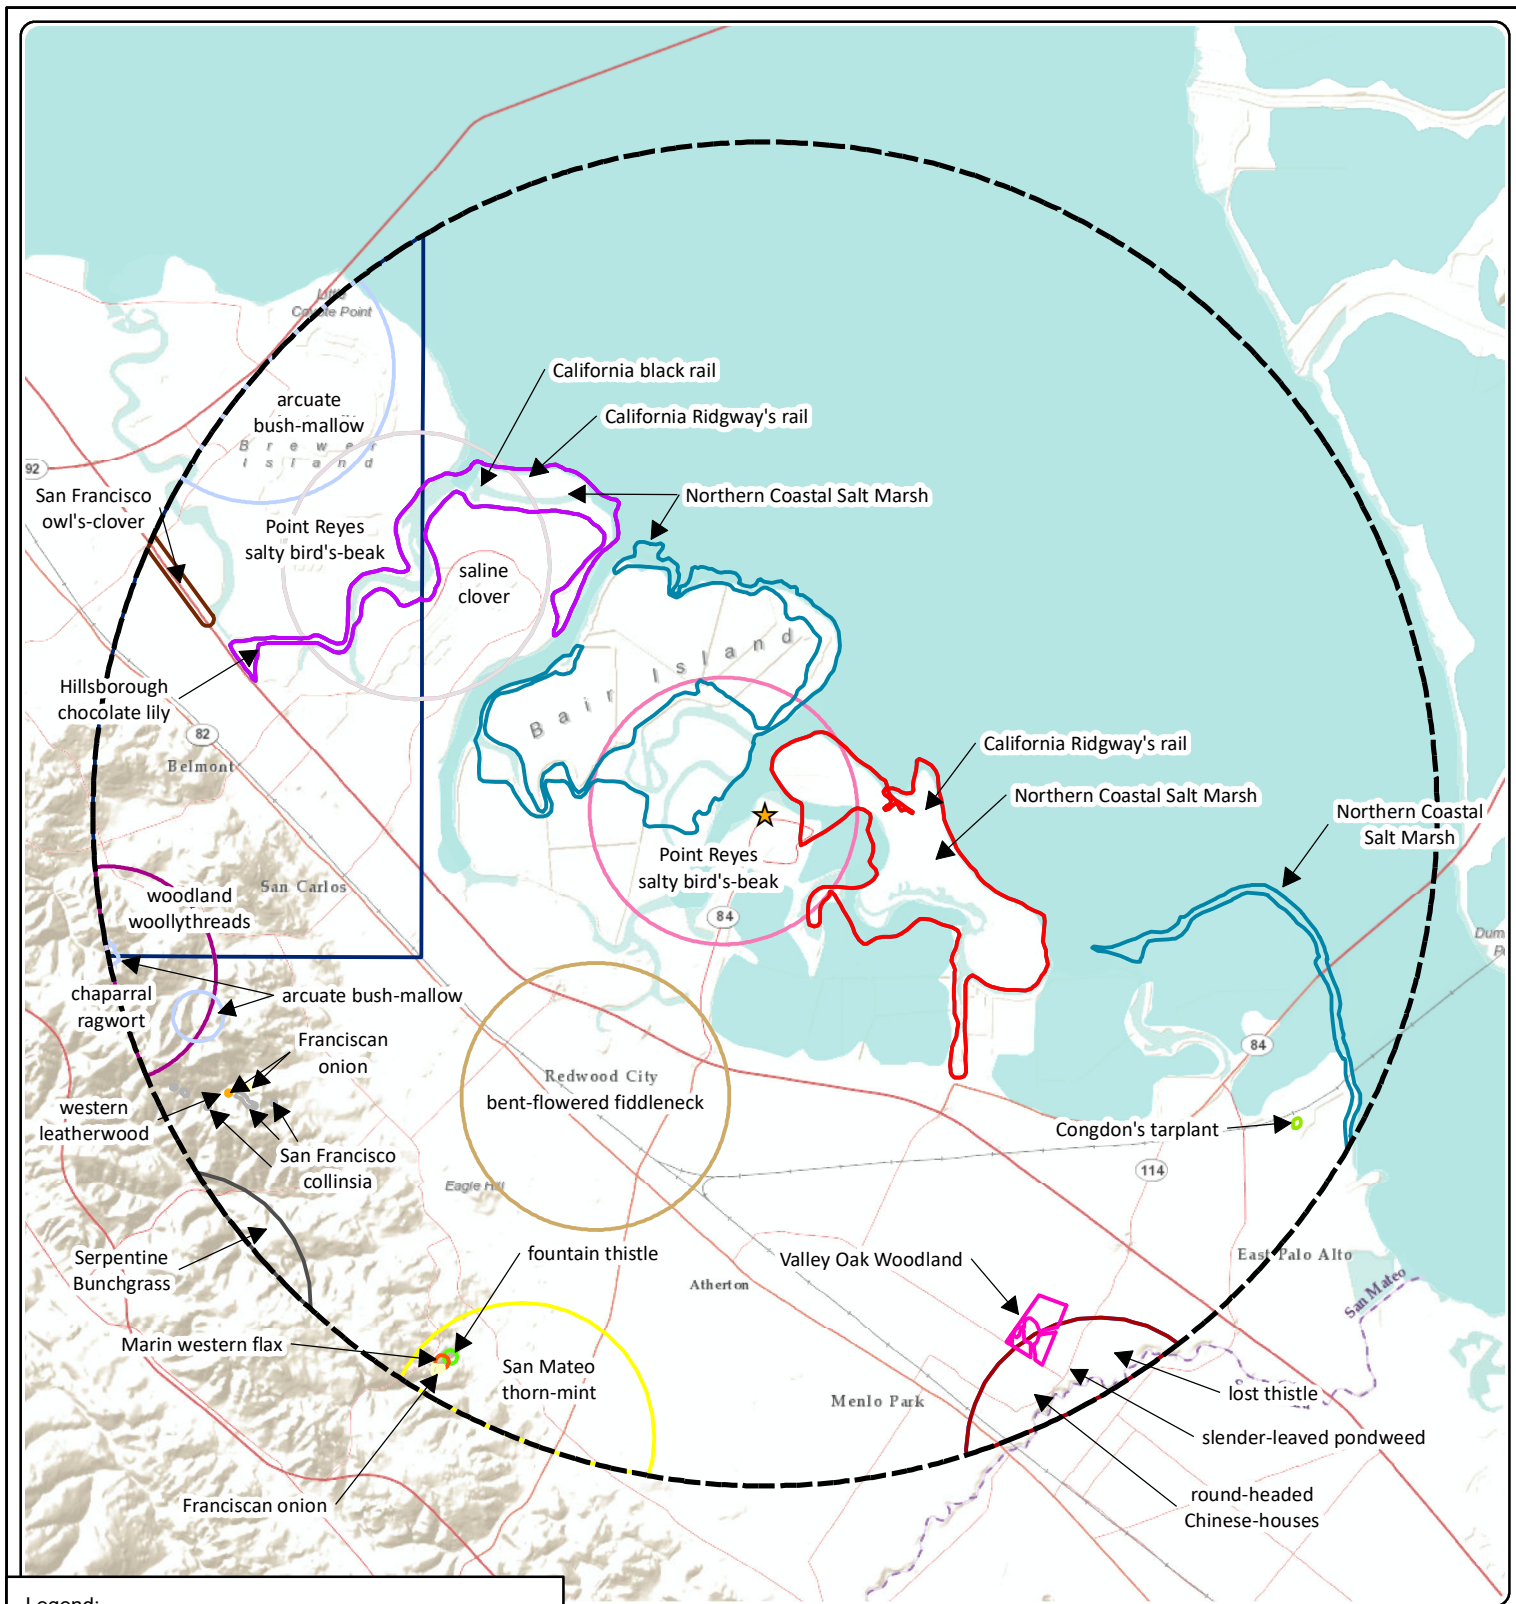 Little
Coyote Point
California black rail
California Ridgway's rail
arcuate
bush-mallow
Brewer
Island
92
San Francisco
owl's-clover
Northern Coastal Salt Marsh
Point Reyes
salty bird's-beak
saline
clover
Bair Island
Hillsborough
chocolate lily
82
Belmont
California Ridgway's rail
Northern Coastal Salt Marsh
Northern Coastal
Salt Marsh
Point Reyes
salty bird's-beak
San Carlos
woodland
woollythreads
84
chaparral
ragwort
arcuate bush-mallow
Franciscan
onion
84
Redwood City
bent-flowered fiddleneck
western
leatherwood
Congdon's tarplant
San Francisco
collinsia
114
Eagle Hill
Serpentine
Bunchgrass
fountain thistle
Valley Oak Woodland
East Palo Alto
Atherton
San Mateo
Marin western flax
San Mateo
thorn-mint
lost thistle
Menlo Park
slender-leaved pondweed
Franciscan onion
round-headed
Chinese-houses
Legend: